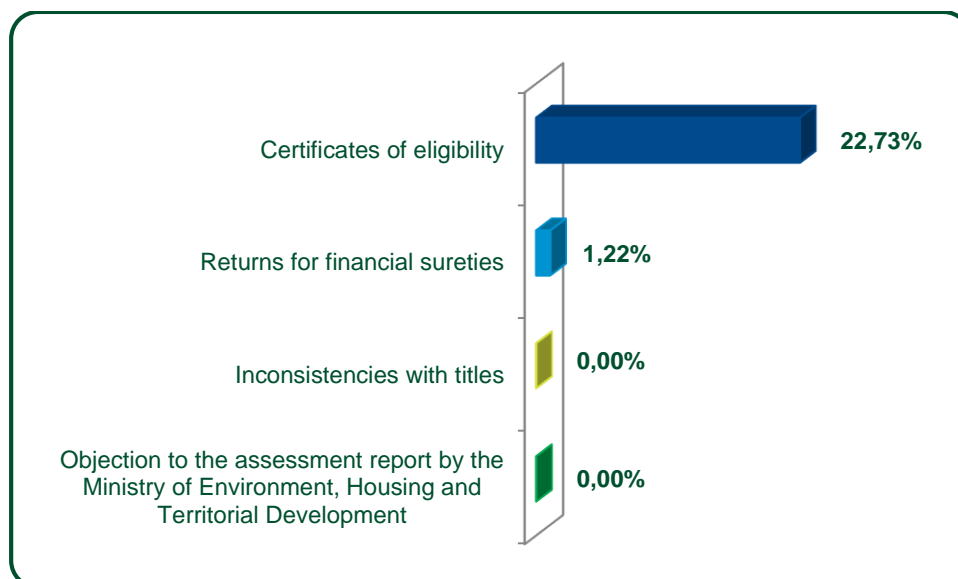 Certificates of eligibility
22,73%
Returns for financial sureties
1,22%
Inconsistencies with titles
0,00%
Objection to the assessment report by the
Ministry of Environment, Housing and
Territorial Development
0,00%